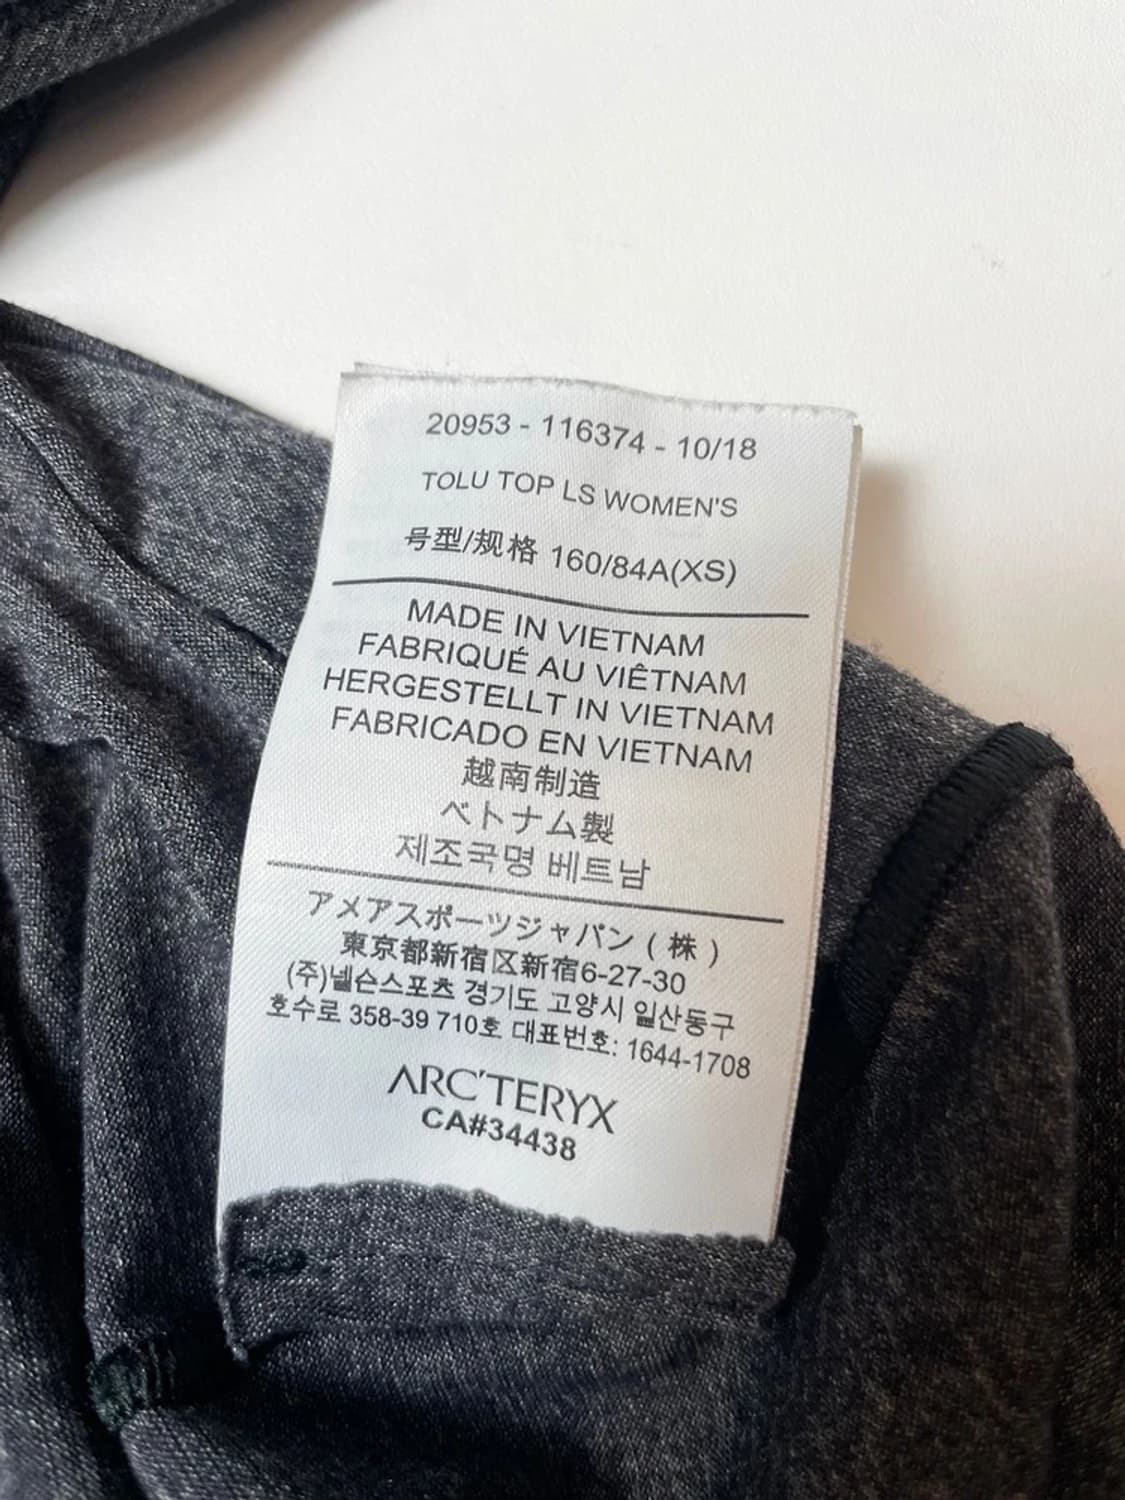 20953 - 116374 - 10/18
TOLU TOP LS WOMEN'S
号型/规格 160/84A(XS)
MADE IN VIETNAM
FABRIQUÉ AU VIÊTNAM
HERGESTELLT IN VIETNAM
FABRICADO EN VIETNAM
越南制造
ベトナム製
제조국명 베트남
アメアスポーツジャパン(株)
東京都新宿区新宿6-27-30
(주)넬슨스포츠 경기도 고양시 일산동구
호수로 358-39 710호 대표번호: 1644-1708
ARC'TERYX
CA#34438